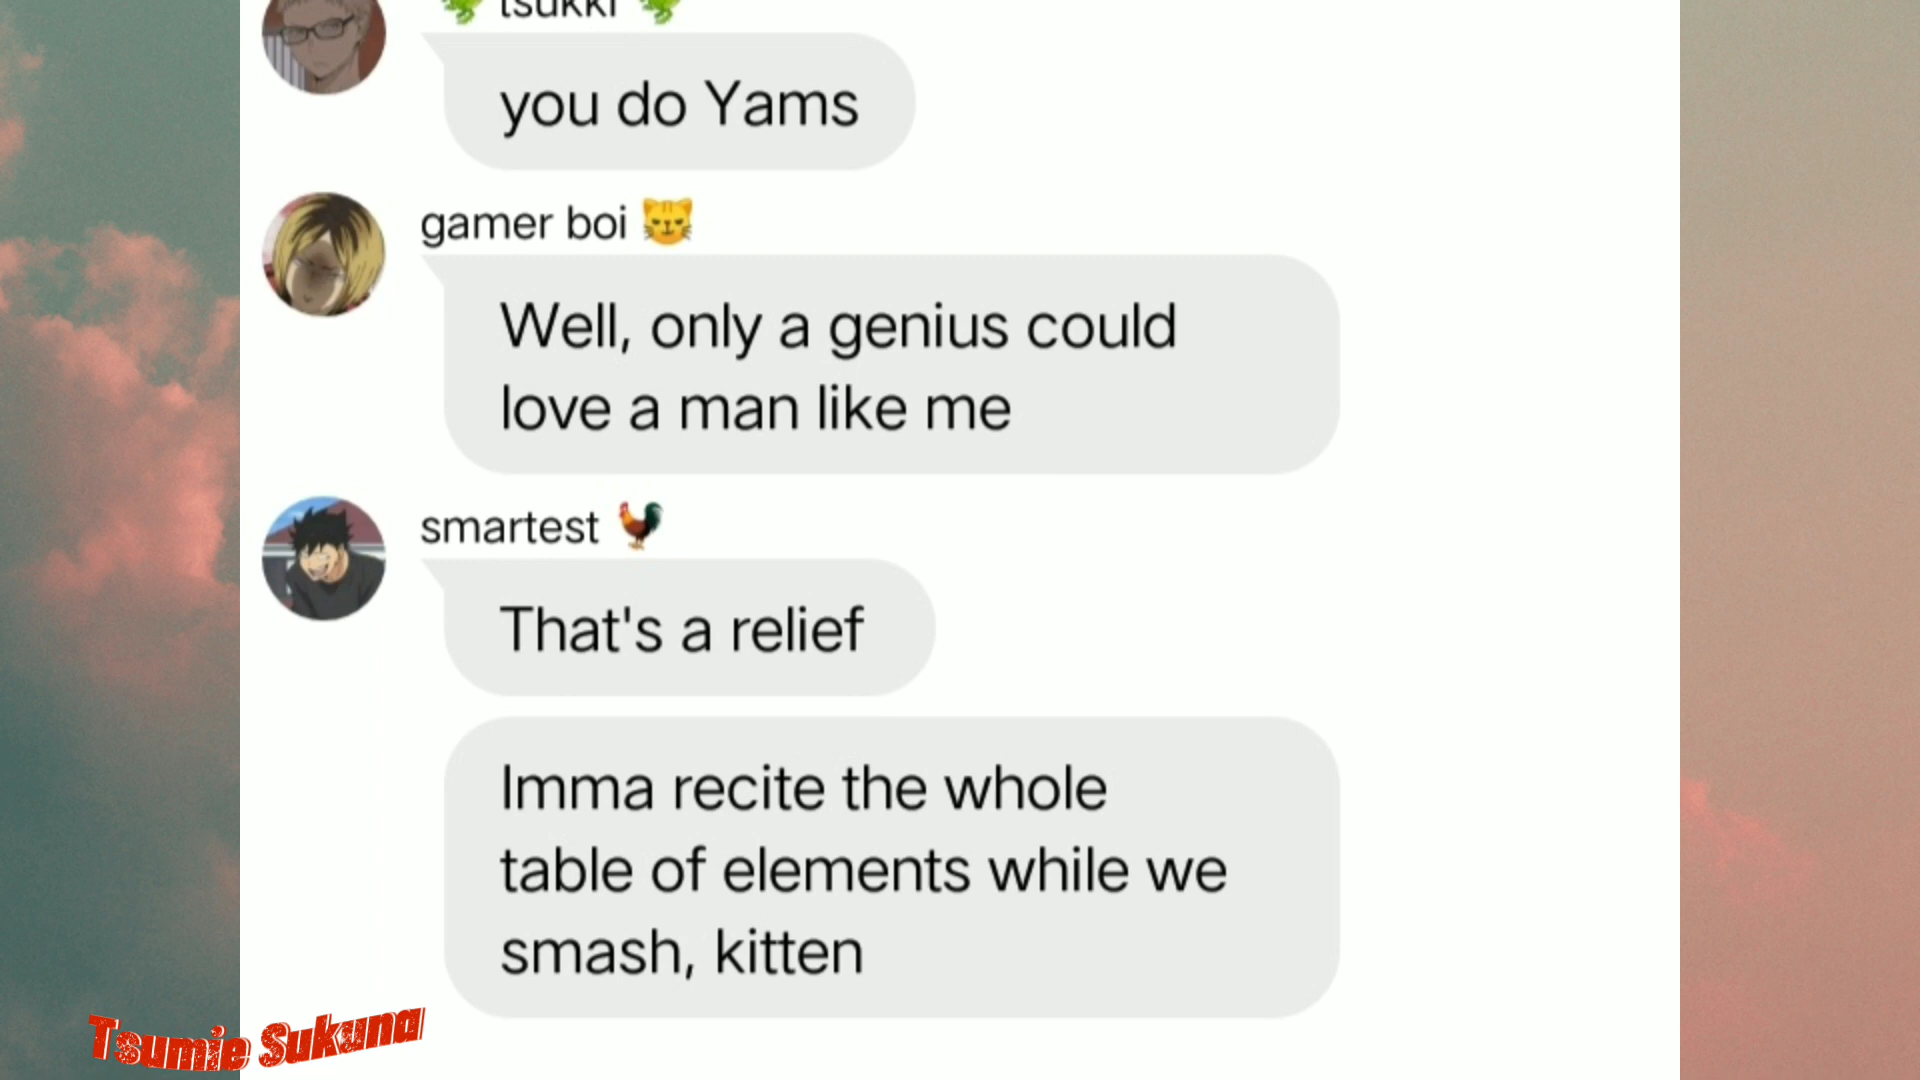 tsukki
you do Yams
gamer boi
Well, only a genius could
love a man like me
smartest
That's a relief
Imma recite the whole
table of elements while we
smash, kitten
Tsumie Sukuna